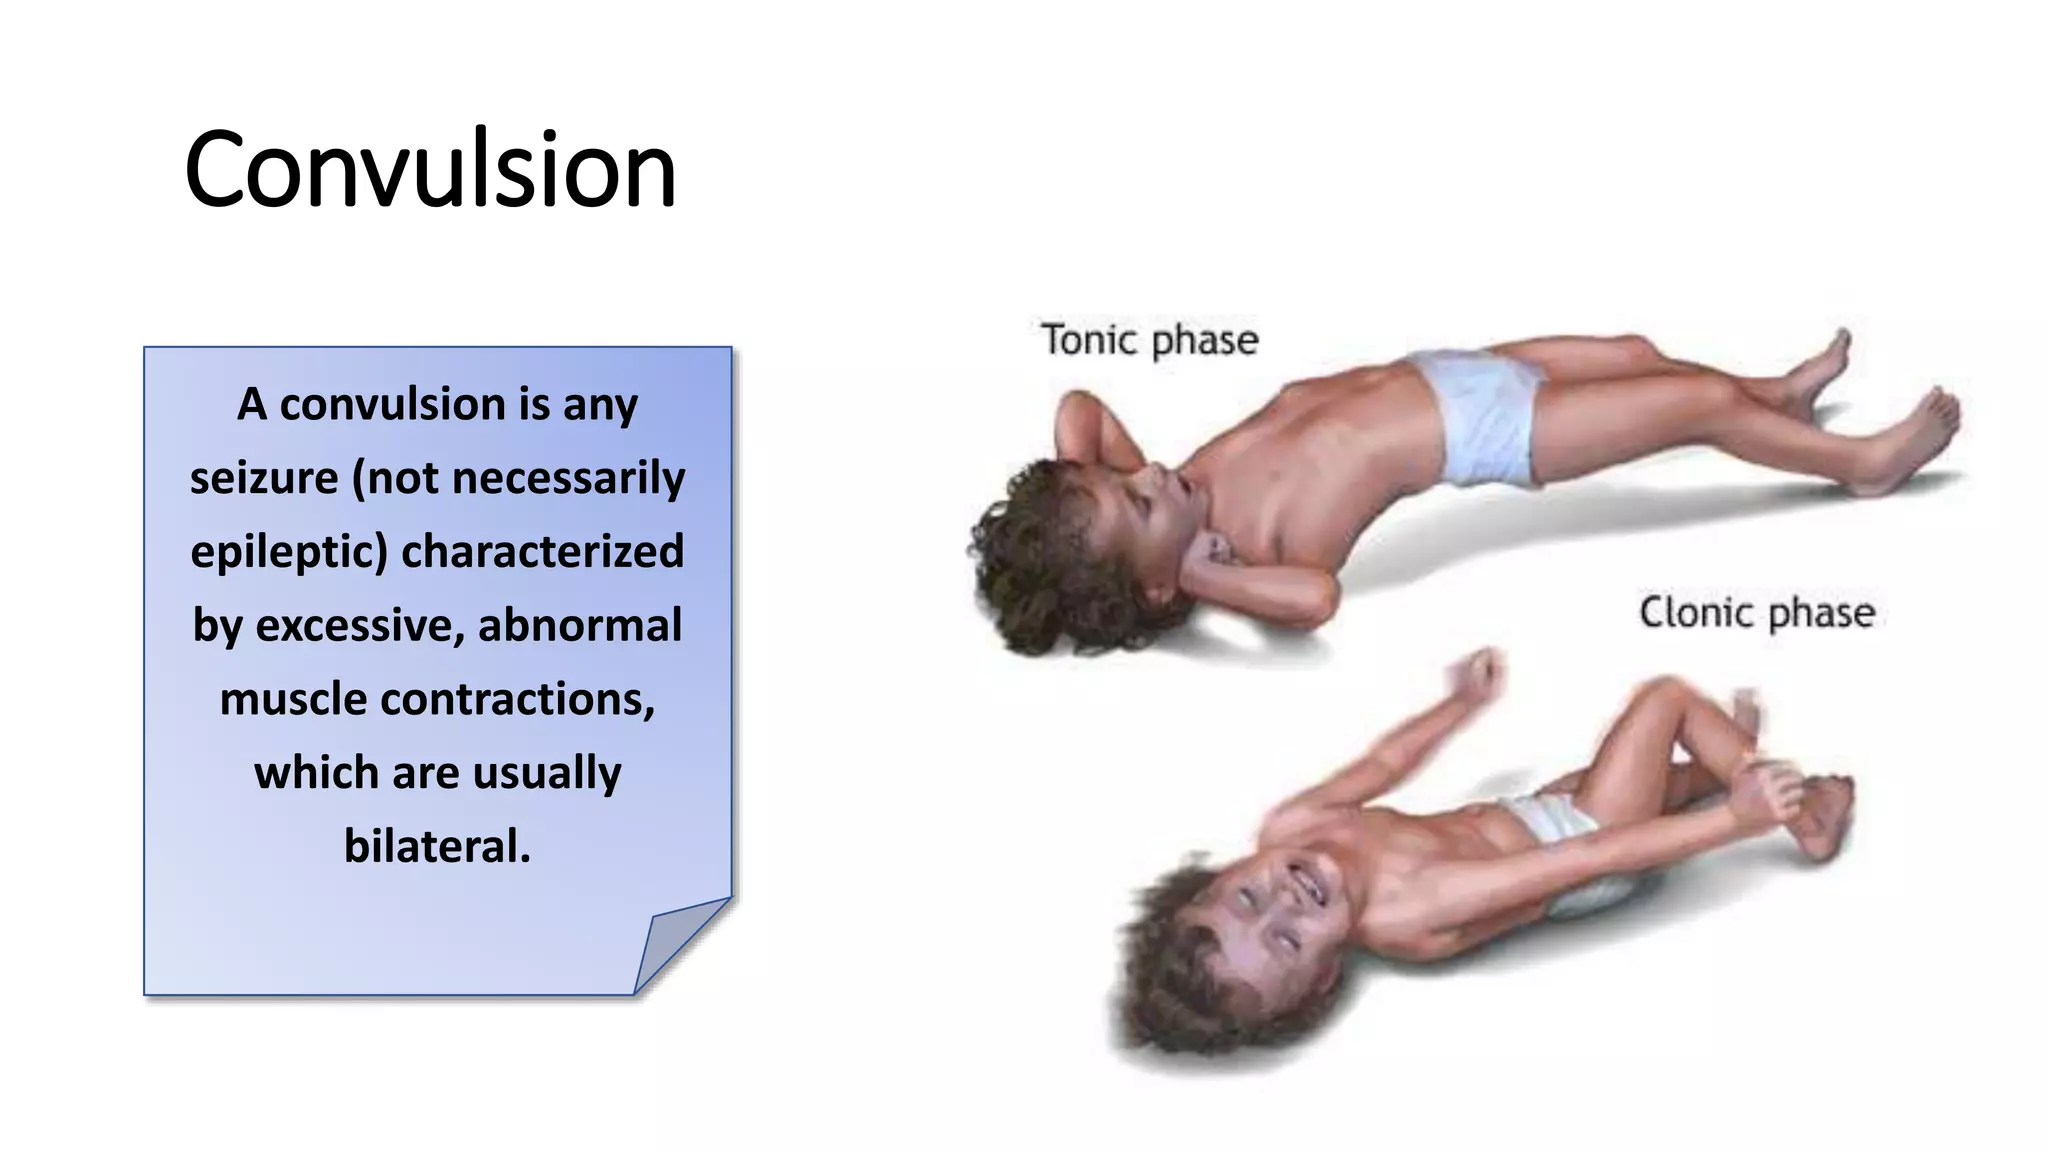 Convulsion
A convulsion is any
seizure (not necessarily
epileptic) characterized
by excessive, abnormal
muscle contractions,
which are usually
bilateral.
Tonic phase
Clonic phase